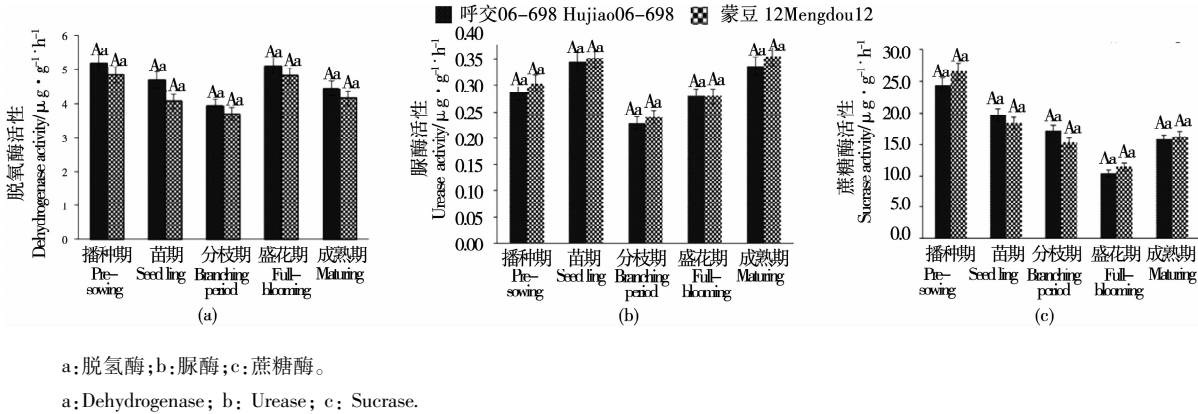 呼交06-698 Hujiao06-698 蒙豆 12Mengdou12
脱氧酶活性
Dehydrogenase activity/μg·g⁻¹·h⁻¹
6
5
4
3
2
1
0
Aa Aa Aa Aa Aa Aa Aa Aa Aa Aa
播种期 苗期 分枝期 盛花期 成熟期
Pre- Seedling Branching Full- Maturing
sowing period blooming
(a)
脲酶活性
Urease activity/μg·g⁻¹·h⁻¹
0.40
0.35
0.30
0.25
0.20
0.15
0.10
0.05
0.00
Aa Aa Aa Aa Aa Aa Aa Aa Aa Aa
播种期 苗期 分枝期 盛花期 成熟期
Pre- Seedling Branching Full- Maturing
sowing period blooming
(b)
蔗糖酶活性
Sucrase activity/μg·g⁻¹·h⁻¹
30.0
25.0
20.0
15.0
10.0
5.0
0.0
Aa Aa Aa Aa Aa Aa Aa Aa Aa Aa
播种期 苗期 分枝期 盛花期 成熟期
Pre- Seedling Branching Full- Maturing
sowing period blooming
(c)
a:脱氢酶;b:脲酶;c:蔗糖酶。
a:Dehydrogenase; b: Urease; c: Sucrase.